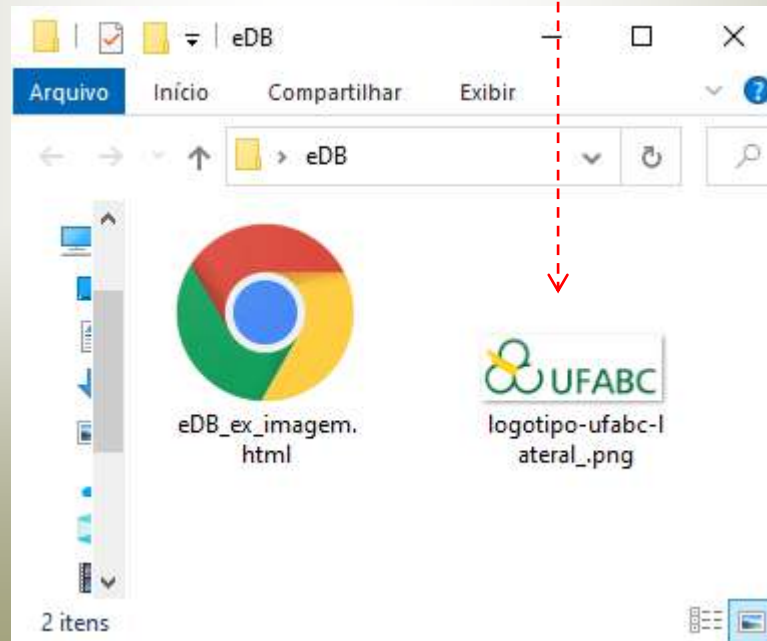 eDB
Arquivo Início Compartilhar Exibir
eDB
UFABC
eDB_ex_imagem.
html
logotipo-ufabc-l
ateral_.png
2 itens